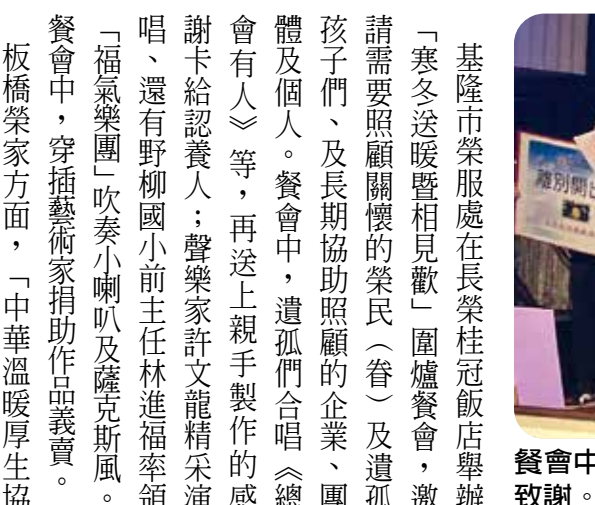 離別開
餐會中
致謝。
基隆市榮服處在長榮桂冠飯店舉辦
「寒冬送暖暨相見歡」圍爐餐會，邀
請需要照顧關懷的榮民（眷）及遺孤
孩子們、及長期協助照顧的企業、團
體及個人。餐會中，遺孤們合唱《總
會有人》等，再送上親手製作的感
謝卡給認養人；聲樂家許文龍精采演
唱、還有野柳國小前主任林進福率領
「福氣樂團」吹奏小喇叭及薩克斯風。
餐會中，穿插藝術家捐助作品義賣。
板橋榮家方面，「中華溫暖厚生協